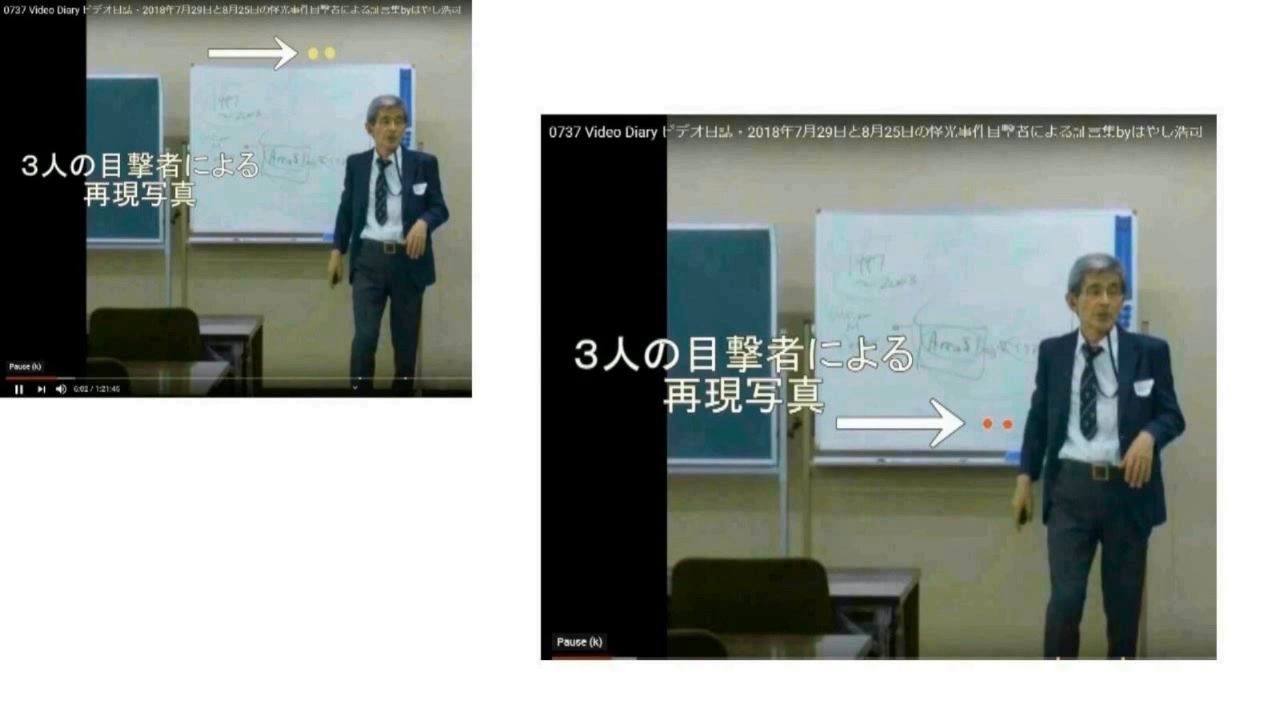 0737 Video Diary ビデオ日誌・2018年7月29日と8月25日の怪光事件目撃者による証言集byはやし浩司
3人の目撃者による
再現写真
Pause (k)
6:02 / 1:21:46
0737 Video Diary ビデオ日誌・2018年7月29日と8月25日の怪光事件目撃者による証言集byはやし浩司
1997
〜2003
Area8
3人の目撃者による
再現写真
Pause (k)